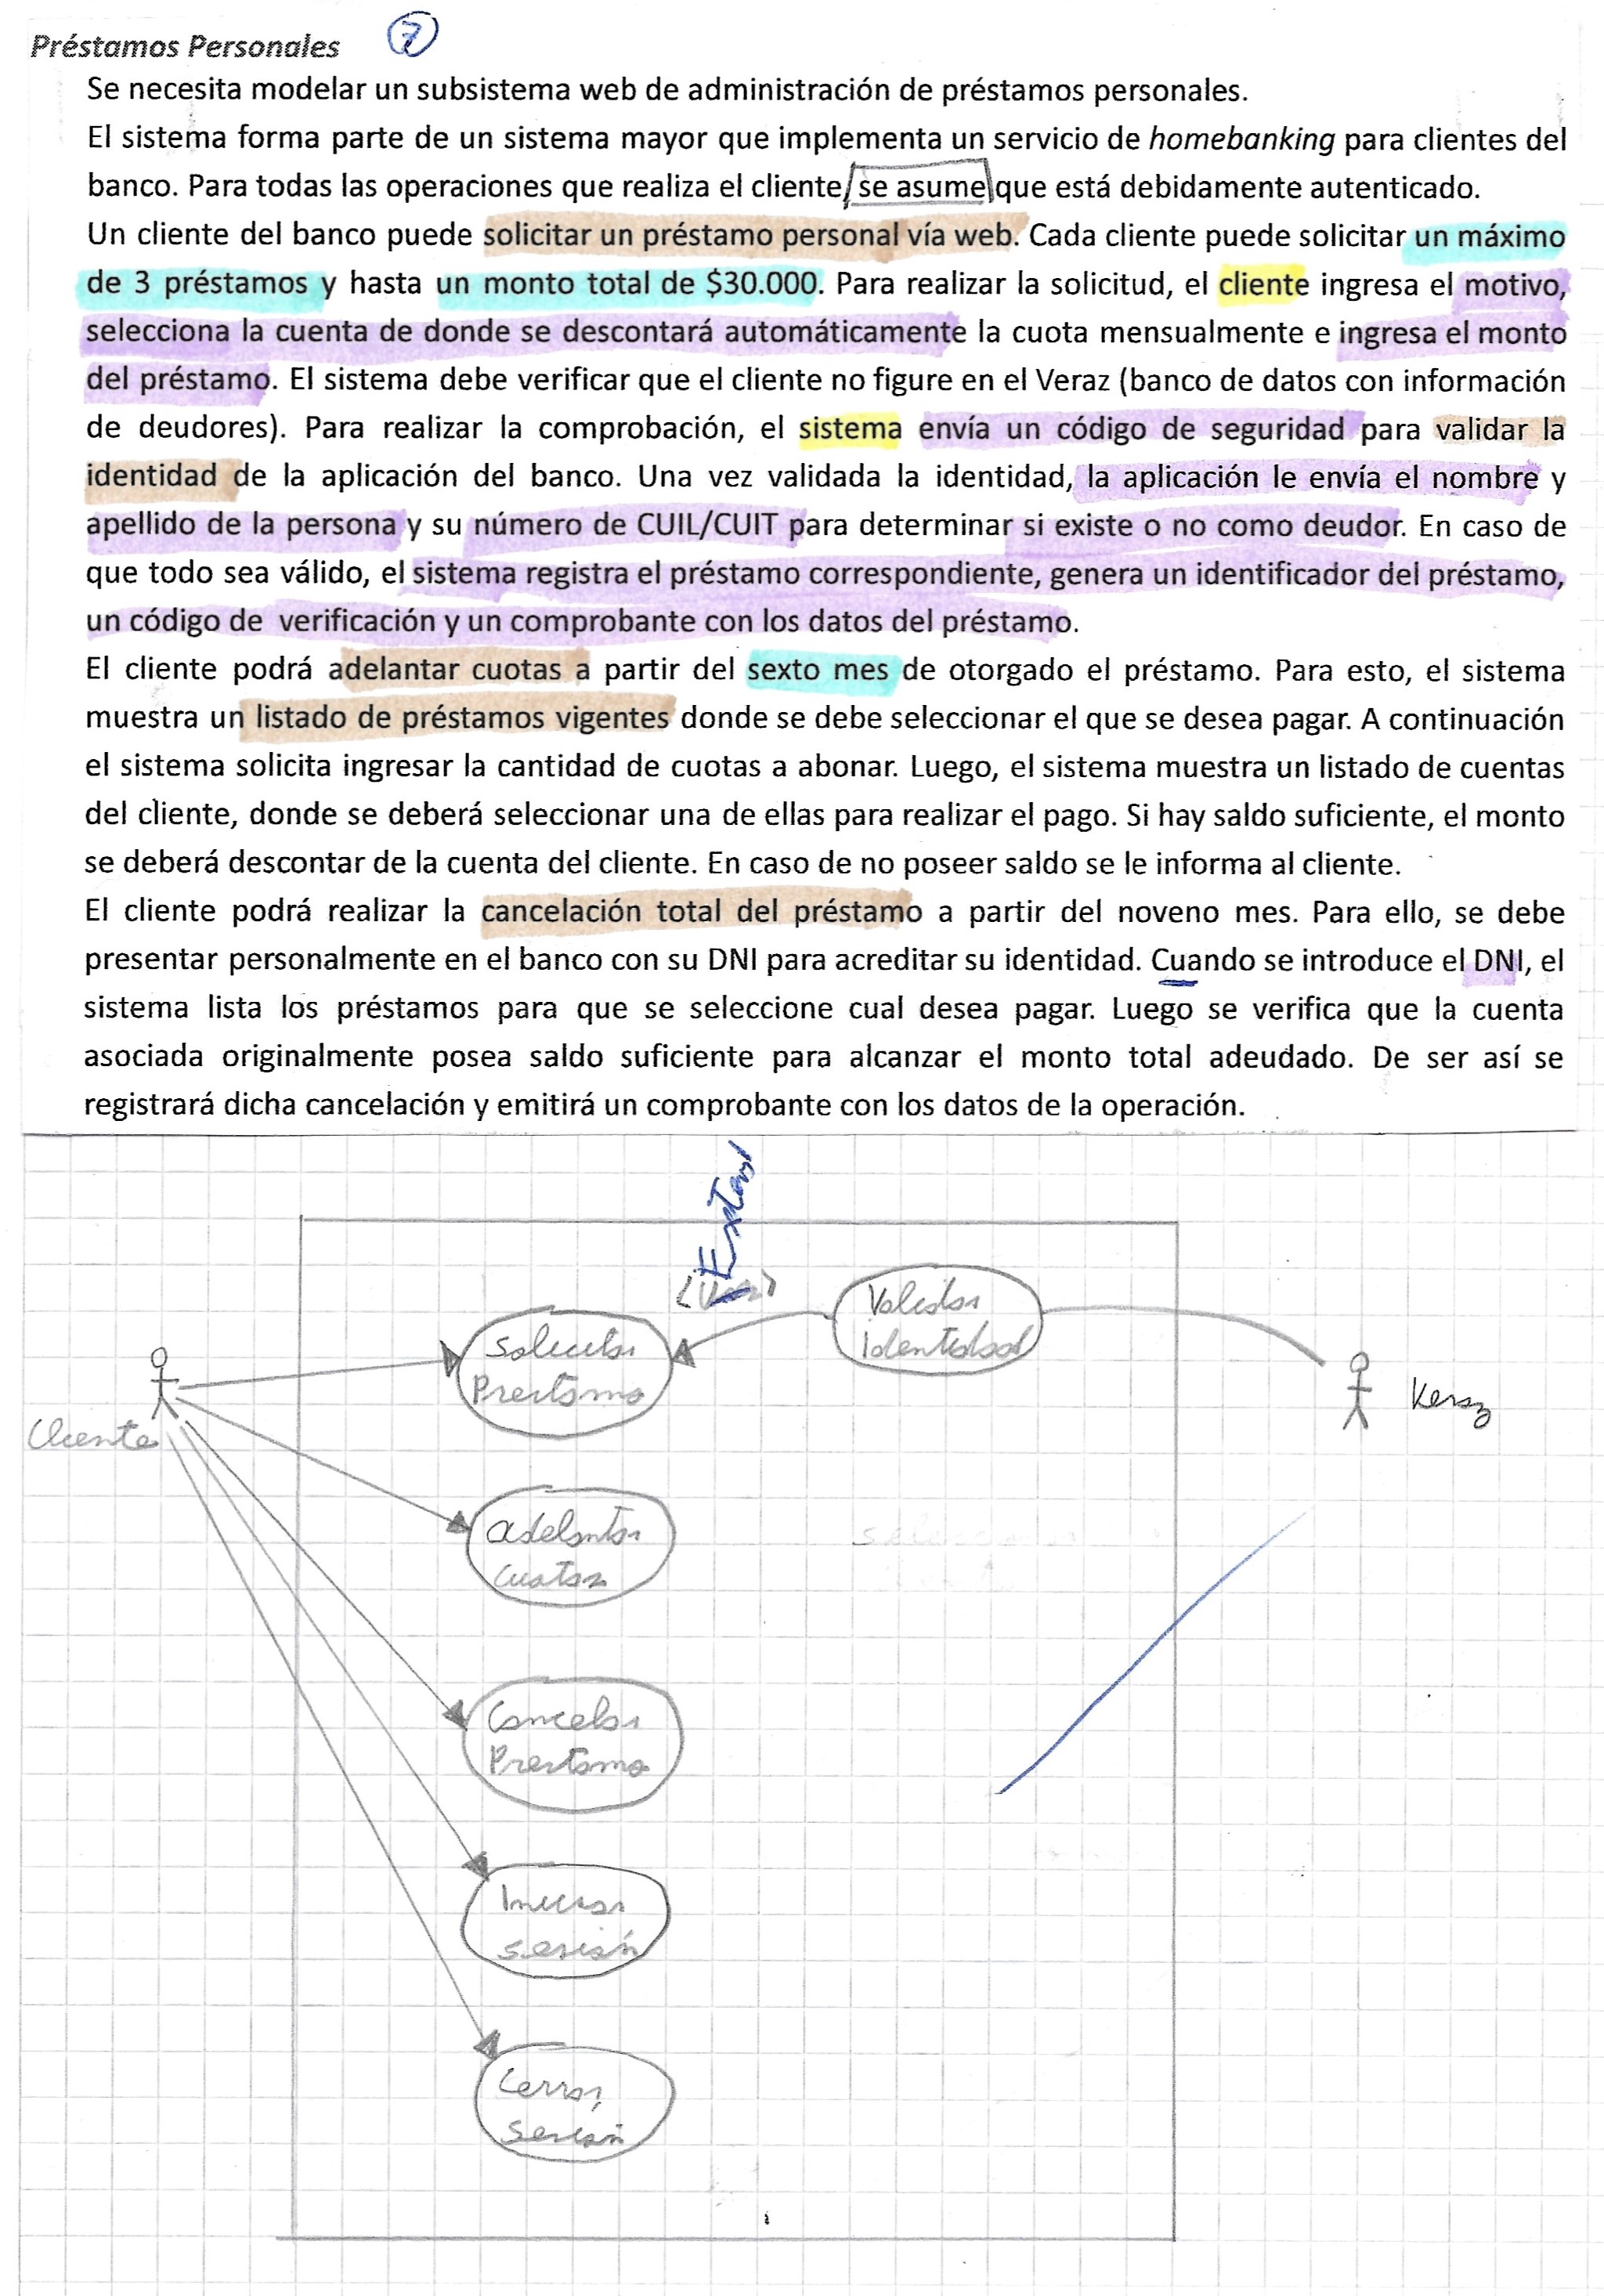 Préstamos Personales 7
Se necesita modelar un subsistema web de administración de préstamos personales.
El sistema forma parte de un sistema mayor que implementa un servicio de homebanking para clientes del
banco. Para todas las operaciones que realiza el cliente se asume que está debidamente autenticado.
Un cliente del banco puede solicitar un préstamo personal vía web. Cada cliente puede solicitar un máximo
de 3 préstamos y hasta un monto total de $30.000. Para realizar la solicitud, el cliente ingresa el motivo,
selecciona la cuenta de donde se descontará automáticamente la cuota mensualmente e ingresa el monto
del préstamo. El sistema debe verificar que el cliente no figure en el Veraz (banco de datos con información
de deudores). Para realizar la comprobación, el sistema envía un código de seguridad para validar la
identidad de la aplicación del banco. Una vez validada la identidad, la aplicación le envía el nombre y
apellido de la persona y su número de CUIL/CUIT para determinar si existe o no como deudor. En caso de
que todo sea válido, el sistema registra el préstamo correspondiente, genera un identificador del préstamo,
un código de verificación y un comprobante con los datos del préstamo.
El cliente podrá adelantar cuotas a partir del sexto mes de otorgado el préstamo. Para esto, el sistema
muestra un listado de préstamos vigentes donde se debe seleccionar el que se desea pagar. A continuación
el sistema solicita ingresar la cantidad de cuotas a abonar. Luego, el sistema muestra un listado de cuentas
del cliente, donde se deberá seleccionar una de ellas para realizar el pago. Si hay saldo suficiente, el monto
se deberá descontar de la cuenta del cliente. En caso de no poseer saldo se le informa al cliente.
El cliente podrá realizar la cancelación total del préstamo a partir del noveno mes. Para ello, se debe
presentar personalmente en el banco con su DNI para acreditar su identidad. Cuando se introduce el DNI, el
sistema lista los préstamos para que se seleccione cual desea pagar. Luego se verifica que la cuenta
asociada originalmente posea saldo suficiente para alcanzar el monto total adeudado. De ser así se
registrará dicha cancelación y emitirá un comprobante con los datos de la operación.
Validar
Identidad
Solicitar
Prestamo
Veraz
Cliente
adelantar
cuotas
Cancelar
Prestamo
Iniciar
sesión
Cerrar
sesión